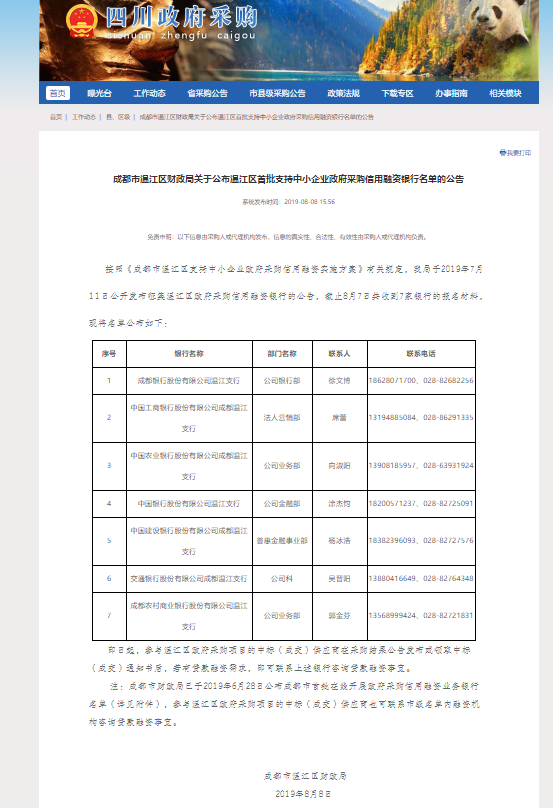 四川政府采购
sichuan zhengfu caigou
首页 曝光台 工作动态 省采购公告 市县级采购公告 政策法规 下载专区 办事指南 相关模块
首页 | 工作动态 | 县、区级 | 成都市温江区财政局关于公布温江区首批支持中小企业政府采购信用融资银行名单的公告
我要打印
成都市温江区财政局关于公布温江区首批支持中小企业政府采购信用融资银行名单的公告
系统发布时间：2019-08-08 15:56
免责申明：以下信息由采购人或代理机构发布，信息的真实性、合法性、有效性由采购人或代理机构负责。
按照《成都市温江区支持中小企业政府采购信用融资实施方案》有关规定，我局于2019年7月
11日公开发布征集温江区政府采购信用融资银行的公告，截止8月7日共收到7家银行的报名材料，
现将名单公布如下：
序号 银行名称 部门名称 联系人 联系电话
1 成都银行股份有限公司温江支行 公司银行部 徐文博 18628071700，028-82682256
2 中国工商银行股份有限公司成都温江支行 法人营销部 席蕾 13194885084，028-86291335
3 中国农业银行股份有限公司成都温江支行 公司业务部 向淑阳 13908185957，028-63931924
4 中国银行股份有限公司温江支行 公司金融部 涂杰钧 18200571237，028-82725091
5 中国建设银行股份有限公司成都温江支行 普惠金融事业部 杨冰浩 18382396093，028-82727576
6 交通银行股份有限公司成都温江支行 公司科 吴晋阳 13880416649，028-82764348
7 成都农村商业银行股份有限公司温江支行 公司业务部 郭金芬 13568999424，028-82721831
即日起，参与温江区政府采购项目的中标（成交）供应商在采购结果公告发布或领取中标
（成交）通知书后，若有贷款融资需求，即可联系上述银行咨询贷款融资事宜。
注：成都市财政局已于2019年6月28日公布成都市首批在线开展政府采购信用融资业务银行
名单（详见附件），参与温江区政府采购项目的中标（成交）供应商也可联系市级名单内融资机
构咨询贷款融资事宜。
成都市温江区财政局
2019年8月8日